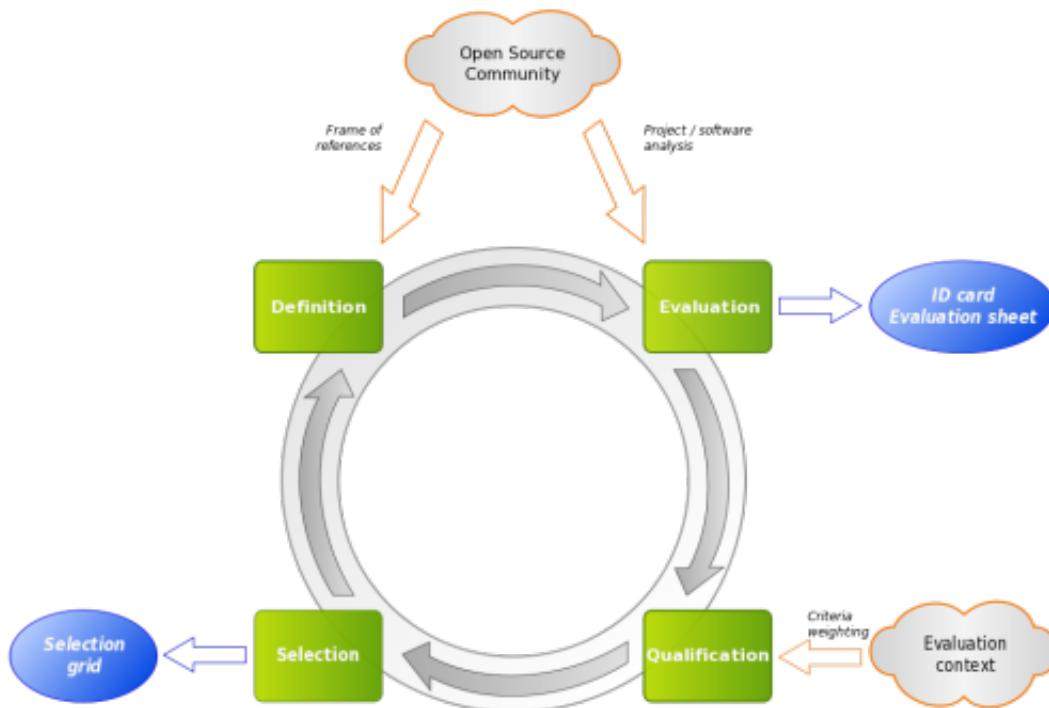 Open Source
Community
Frame of
references
Project / software
analysis
Definition
Evaluation
ID card
Evaluation sheet
Selection
grid
Selection
Qualification
Criteria
weighting
Evaluation
context